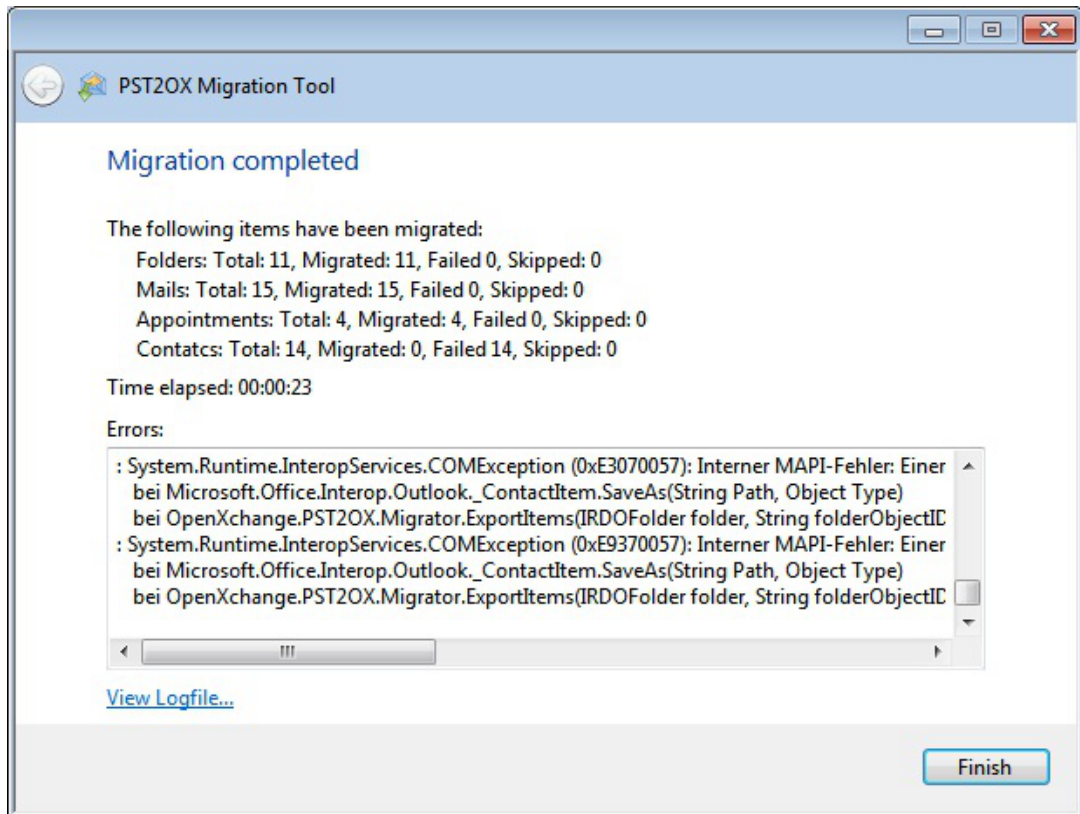 PST2OX Migration Tool
Migration completed
The following items have been migrated:
Folders: Total: 11, Migrated: 11, Failed 0, Skipped: 0
Mails: Total: 15, Migrated: 15, Failed 0, Skipped: 0
Appointments: Total: 4, Migrated: 4, Failed 0, Skipped: 0
Contatcs: Total: 14, Migrated: 0, Failed 14, Skipped: 0
Time elapsed: 00:00:23
Errors:
: System.Runtime.InteropServices.COMException (0xE3070057): Interner MAPI-Fehler: Einer
bei Microsoft.Office.Interop.Outlook._ContactItem.SaveAs(String Path, Object Type)
bei OpenXchange.PST2OX.Migrator.ExportItems(IRDOFolder folder, String folderObjectID
: System.Runtime.InteropServices.COMException (0xE9370057): Interner MAPI-Fehler: Einer
bei Microsoft.Office.Interop.Outlook._ContactItem.SaveAs(String Path, Object Type)
bei OpenXchange.PST2OX.Migrator.ExportItems(IRDOFolder folder, String folderObjectID
View Logfile...
Finish